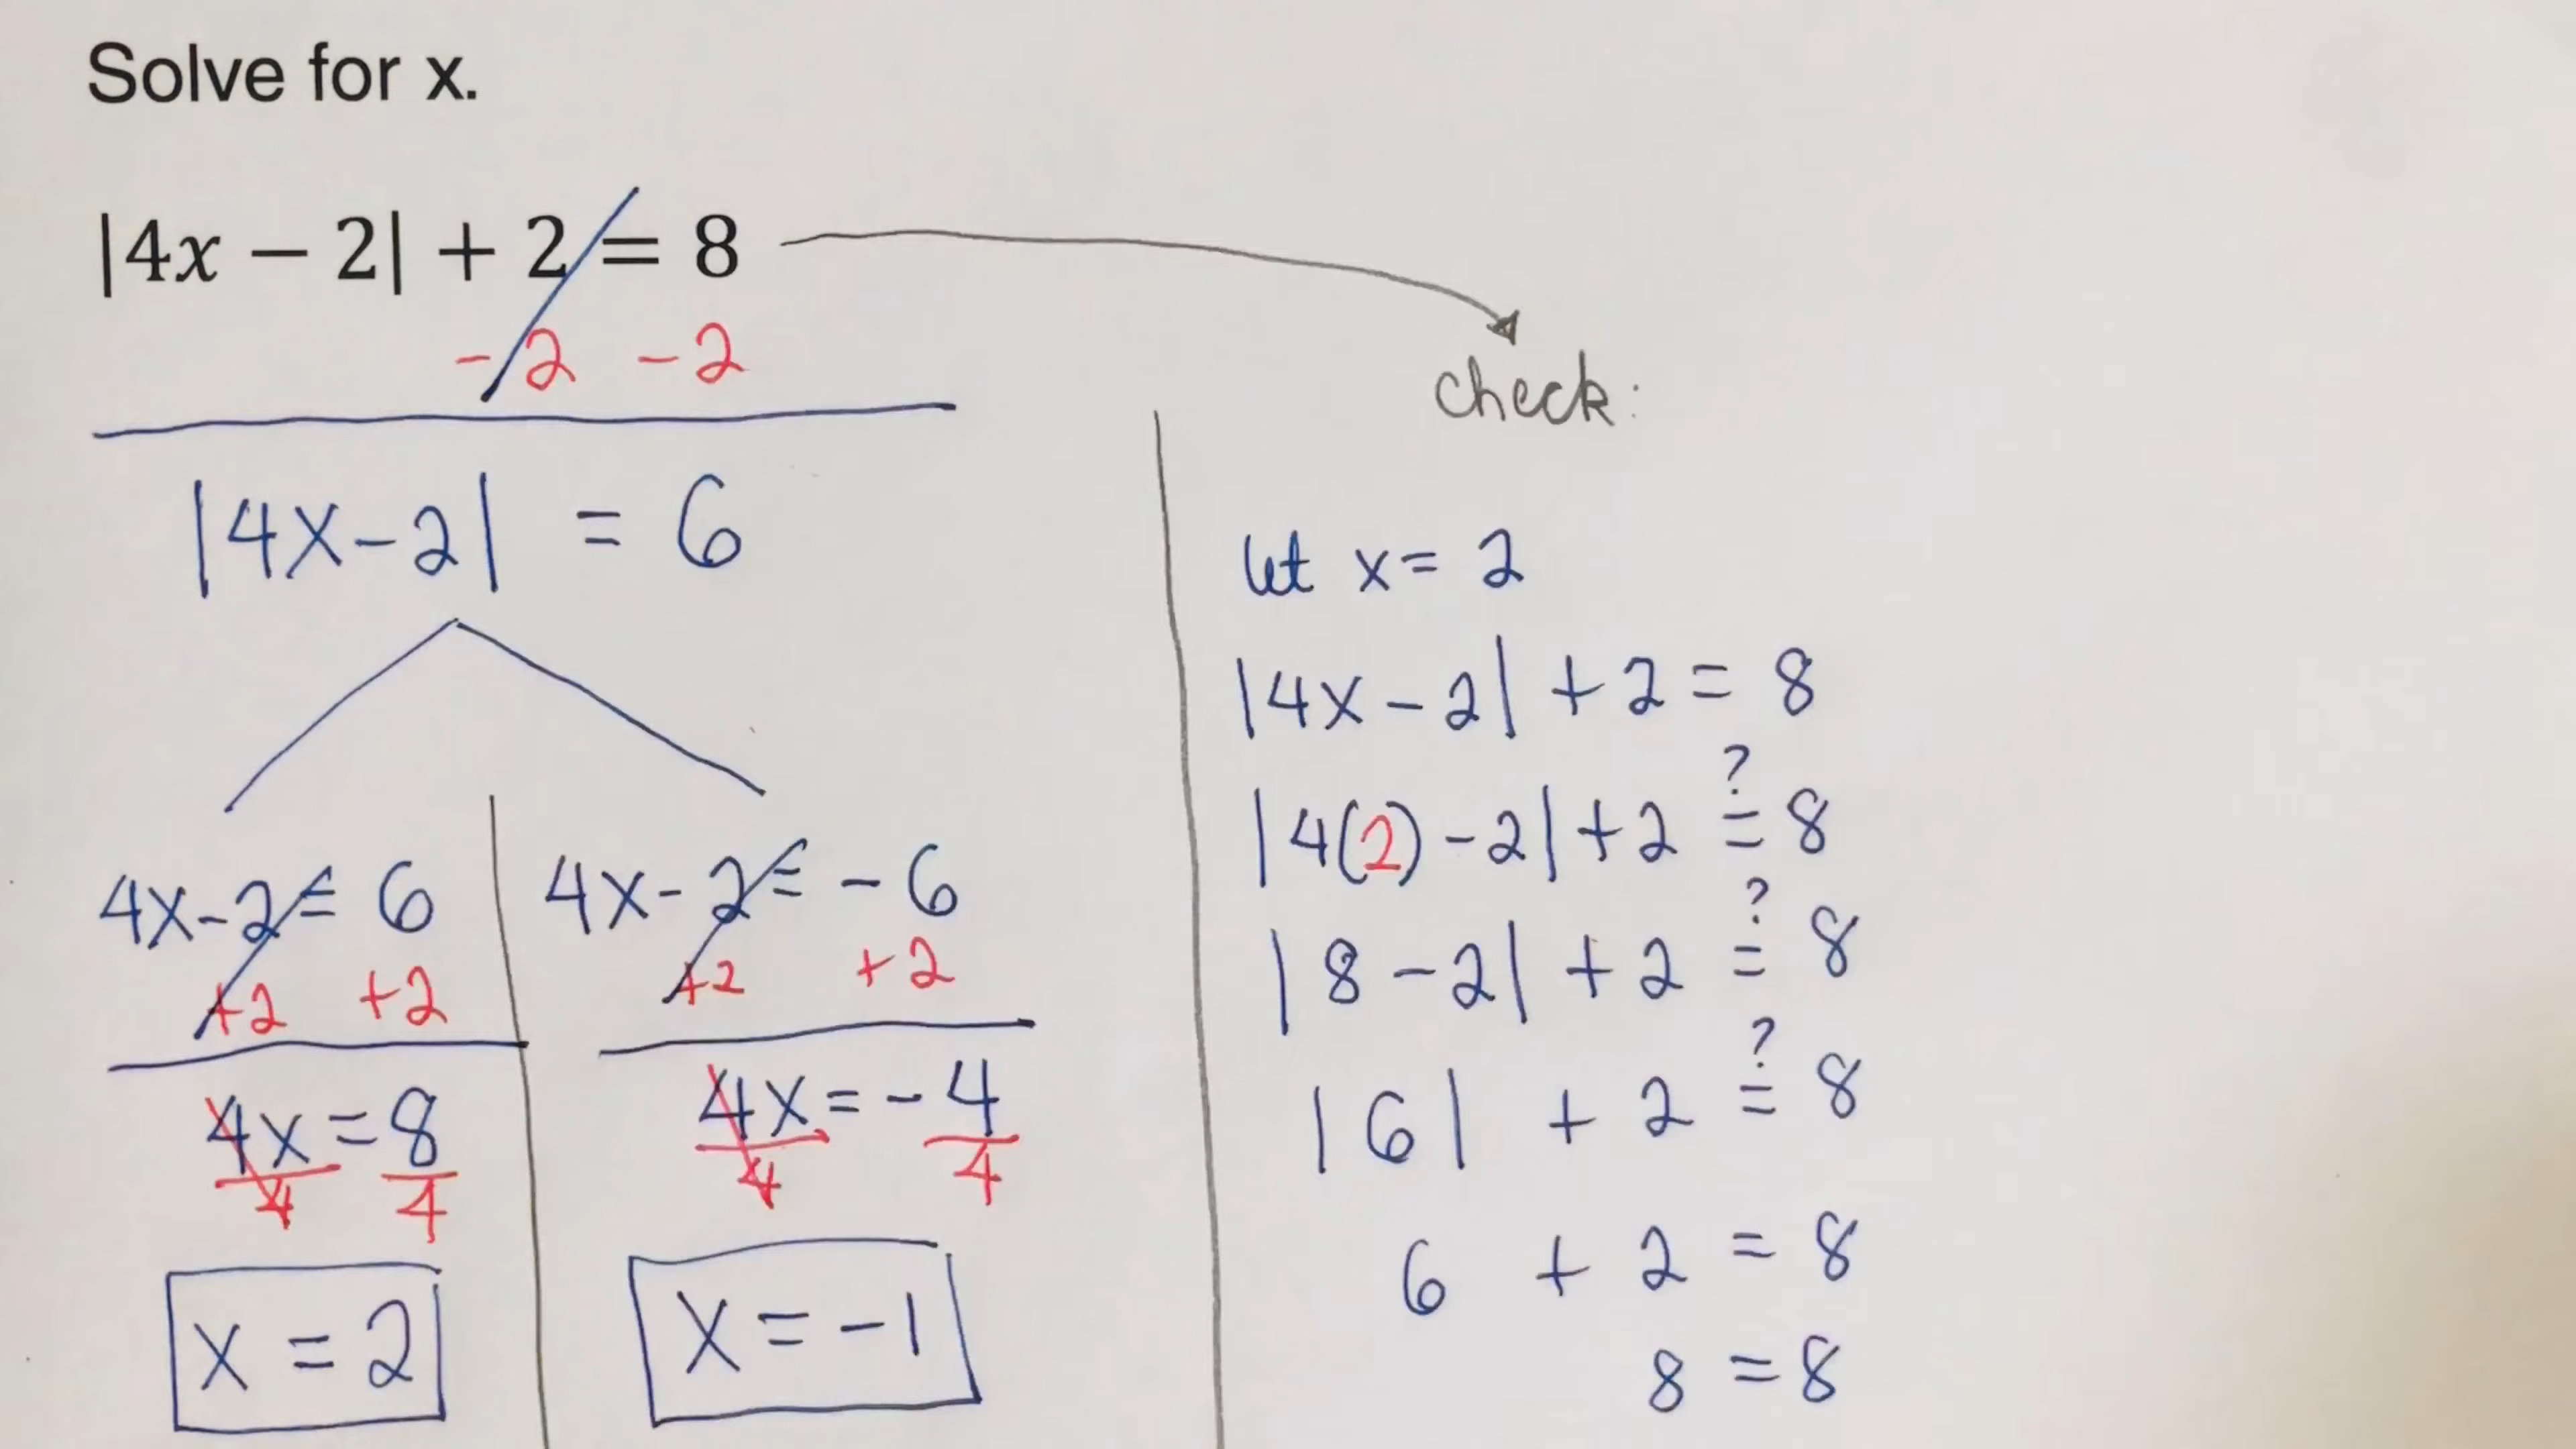 Solve for x.
|4x − 2| + 2 = 8
- 2 - 2
|4x-2| = 6
4x-2 = 6
+2 +2
4x = 8
4 4
x = 2
4x-2 = -6
+2 +2
4x = -4
4 4
x = -1
check:
let x = 2
|4x - 2| + 2 = 8
?
|4(2) - 2| + 2 = 8
?
|8 - 2| + 2 = 8
?
|6| + 2 = 8
6 + 2 = 8
8 = 8